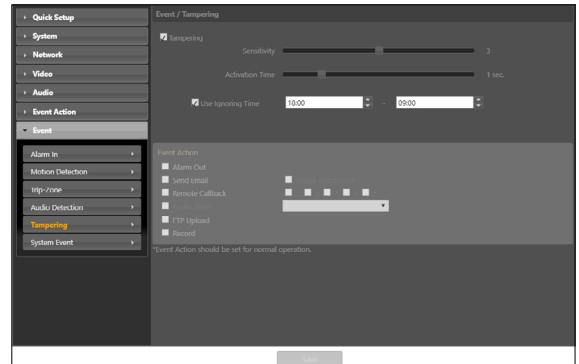 Quick Setup
System
Network
Video
Audio
Event Action
Event
Alarm In
Motion Detection
Trip-Zone
Audio Detection
Tampering
System Event
Event / Tampering
Tampering
Sensitivity 3
Activation Time 1 sec.
Use Ignoring Time 18:00 – 09:00
Event Action
Alarm Out
Send Email
Remote Callback
FTP Upload
Record
*Event Action should be set for normal operation.
Save